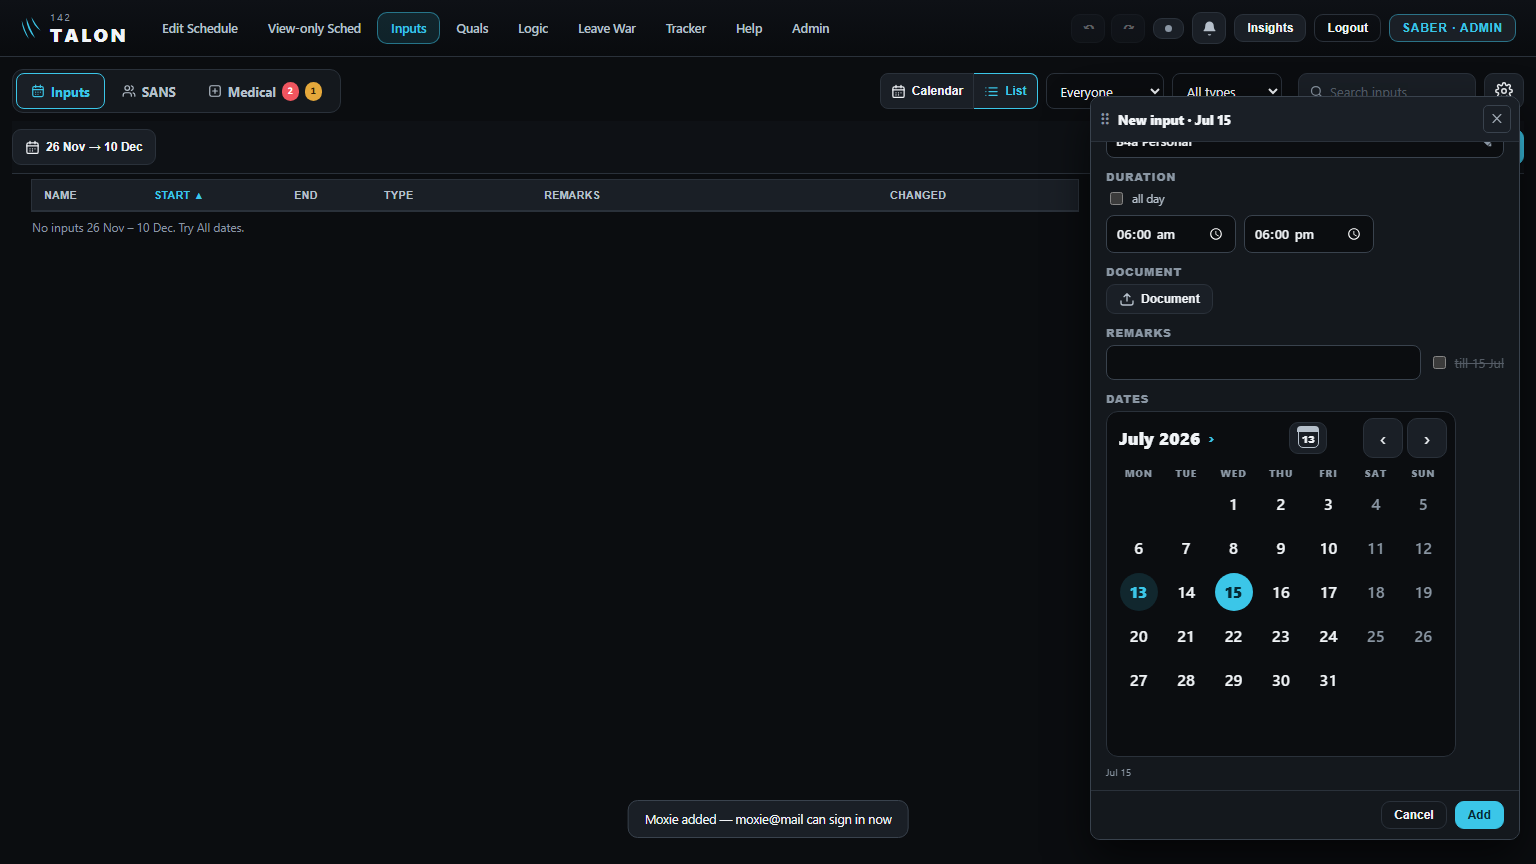 142
TALON
Edit Schedule
View-only Sched
Inputs
Quals
Logic
Leave War
Tracker
Help
Admin
Insights
Logout
SABER · ADMIN
Inputs
SANS
Medical 2 1
Calendar
List
Everyone
All types
Search inputs
26 Nov → 10 Dec
NAME START ▲ END TYPE REMARKS CHANGED
No inputs 26 Nov – 10 Dec. Try All dates.
New input · Jul 15
B4a Personal
DURATION
all day
06:00 am 06:00 pm
DOCUMENT
Document
REMARKS
till 15 Jul
DATES
July 2026 › 13 ‹ ›
MON TUE WED THU FRI SAT SUN
1 2 3 4 5
6 7 8 9 10 11 12
13 14 15 16 17 18 19
20 21 22 23 24 25 26
27 28 29 30 31
Jul 15
Cancel Add
Moxie added — moxie@mail can sign in now